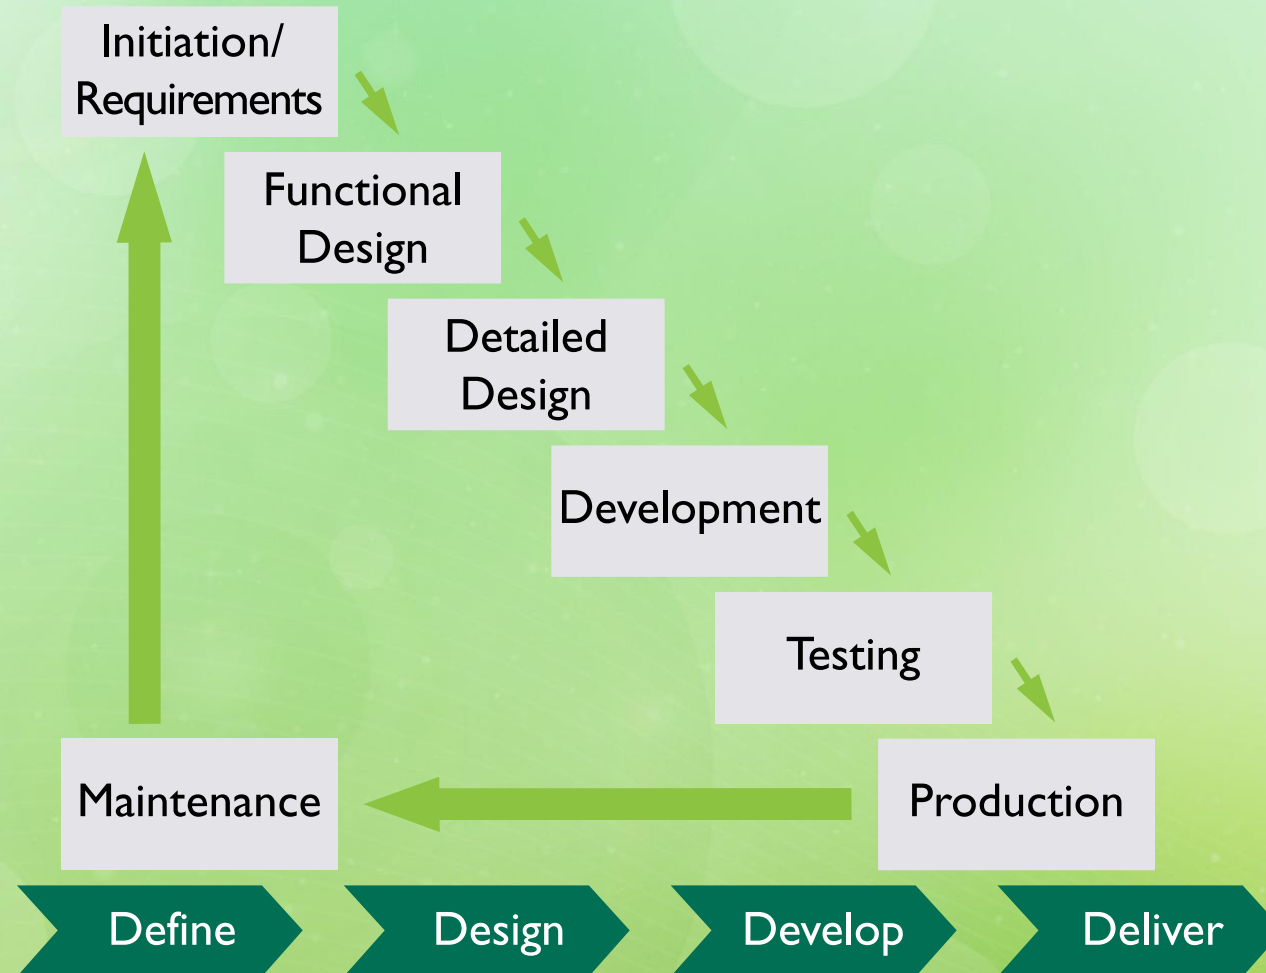 Initiation/
Requirements
Functional
Design
Detailed
Design
Development
Testing
Maintenance
Production
Define
Design
Develop
Deliver